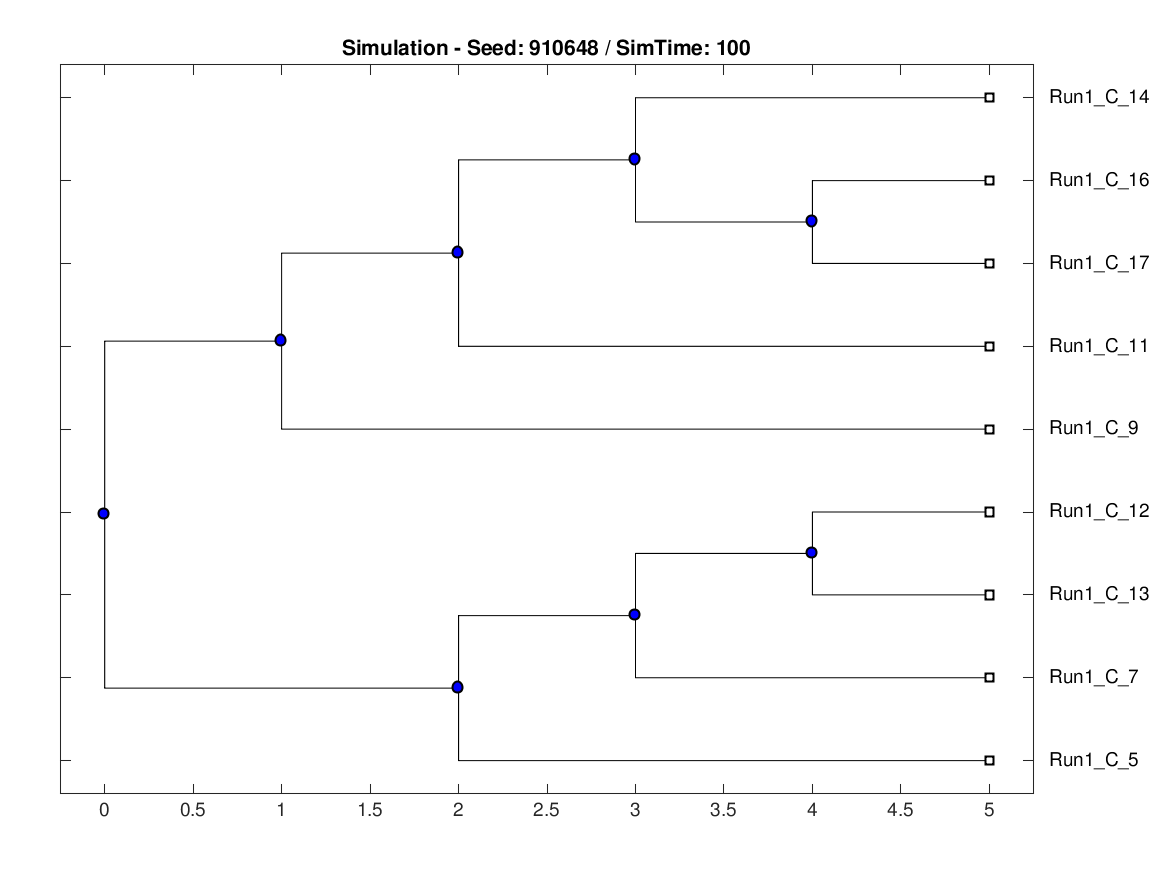 Simulation - Seed: 910648 / SimTime: 100
Run1_C_14
Run1_C_16
Run1_C_17
Run1_C_11
Run1_C_9
Run1_C_12
Run1_C_13
Run1_C_7
Run1_C_5
0 0.5 1 1.5 2 2.5 3 3.5 4 4.5 5